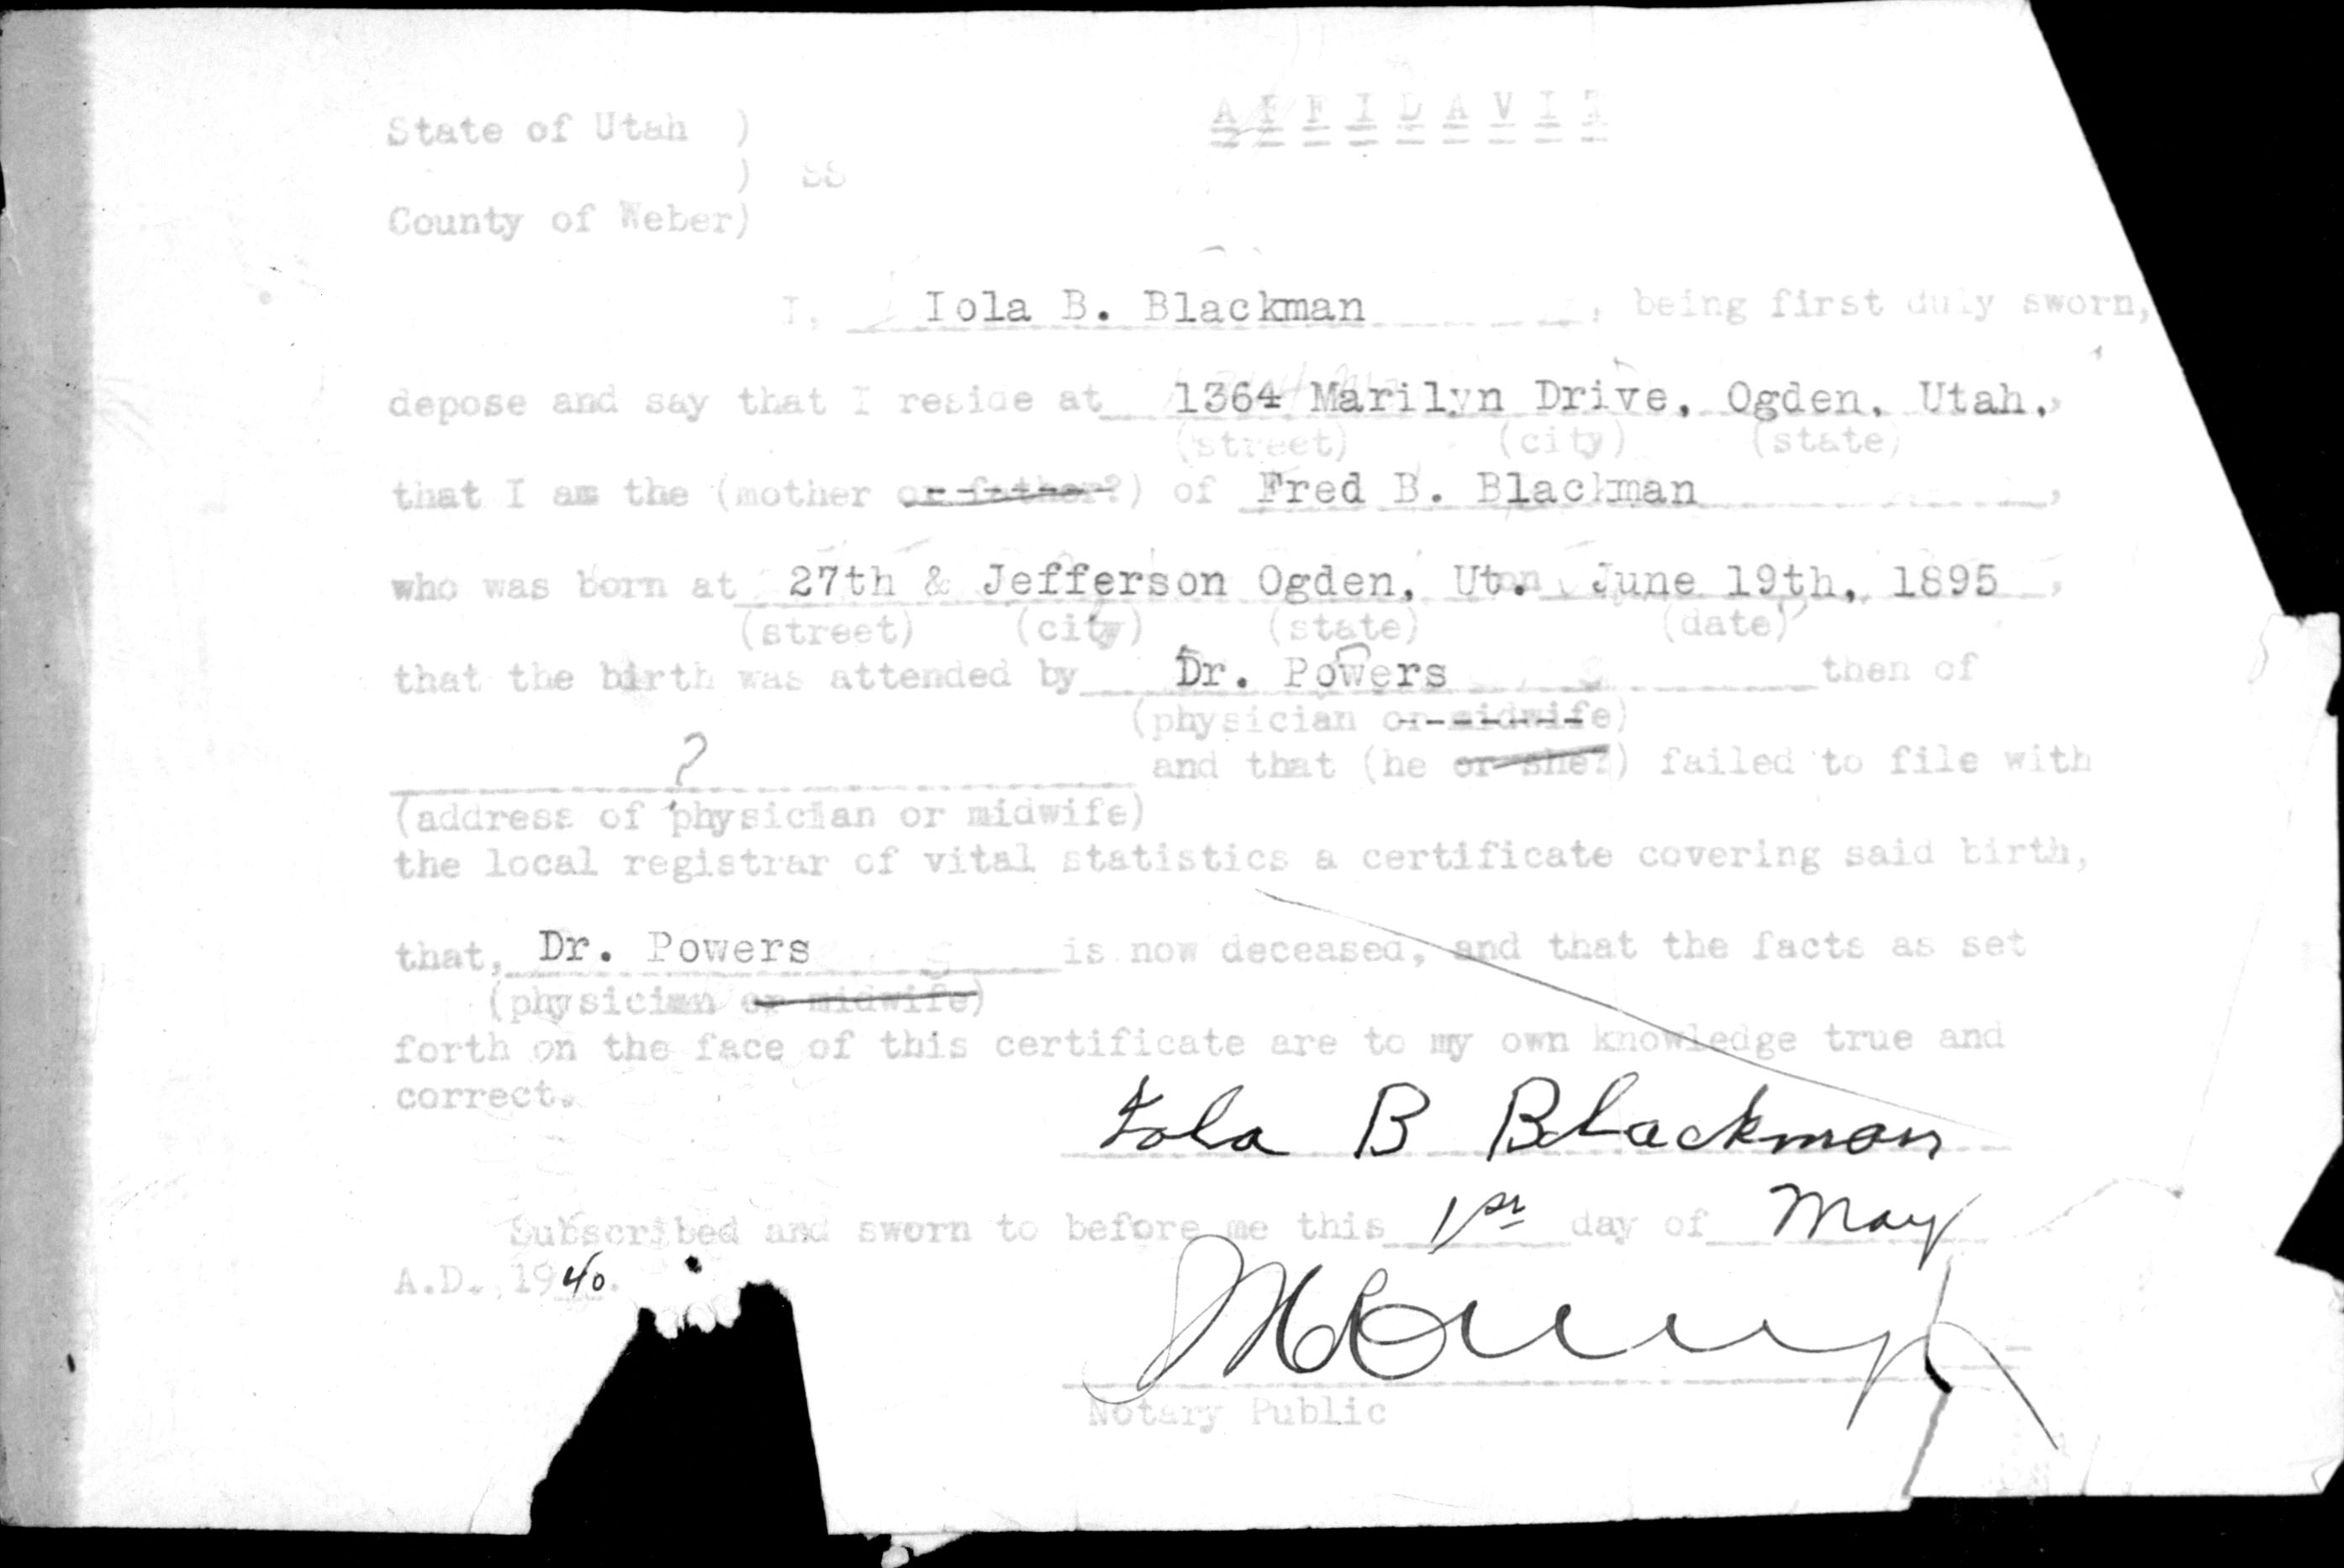 State of Utah )
A F F I D A V I T
) SS
County of Weber)
I, Iola B. Blackman, being first duly sworn,
depose and say that I reside at 1364 Marilyn Drive, Ogden, Utah,
(street) (city) (state)
that I am the (mother or father?) of Fred B. Blackman,
who was born at 27th & Jefferson Ogden, Ut. on June 19th, 1895,
(street) (city) (state) (date)
that the birth was attended by Dr. Powers then of
(physician or midwife)
? and that (he or she?) failed to file with
(address of physician or midwife)
the local registrar of vital statistics a certificate covering said birth,
that, Dr. Powers is now deceased, and that the facts as set
(physician or midwife)
forth on the face of this certificate are to my own knowledge true and
correct.
Iola B Blackman
Subscribed and sworn to before me this 1st day of May
A.D., 1940.
Notary Public